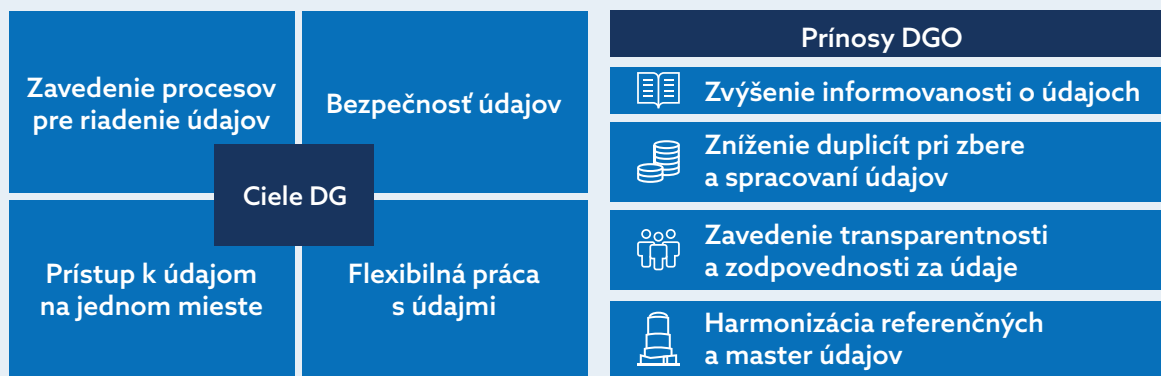 Zavedenie procesov
pre riadenie údajov
Bezpečnosť údajov
Ciele DG
Prístup k údajom
na jednom mieste
Flexibilná práca
s údajmi
Prínosy DGO
Zvýšenie informovanosti o údajoch
Zníženie duplicít pri zbere
a spracovaní údajov
Zavedenie transparentnosti
a zodpovednosti za údaje
Harmonizácia referenčných
a master údajov